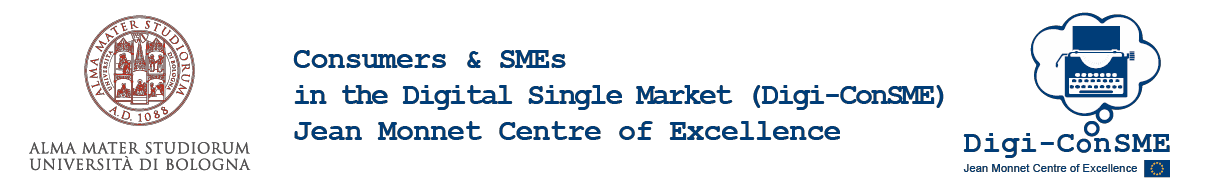 ALMA MATER STUDIORUM
A.D. 1088
ALMA MATER STUDIORUM
UNIVERSITÀ DI BOLOGNA
Consumers & SMEs
in the Digital Single Market (Digi-ConSME)
Jean Monnet Centre of Excellence
Digi-ConSME
Jean Monnet Centre of Excellence